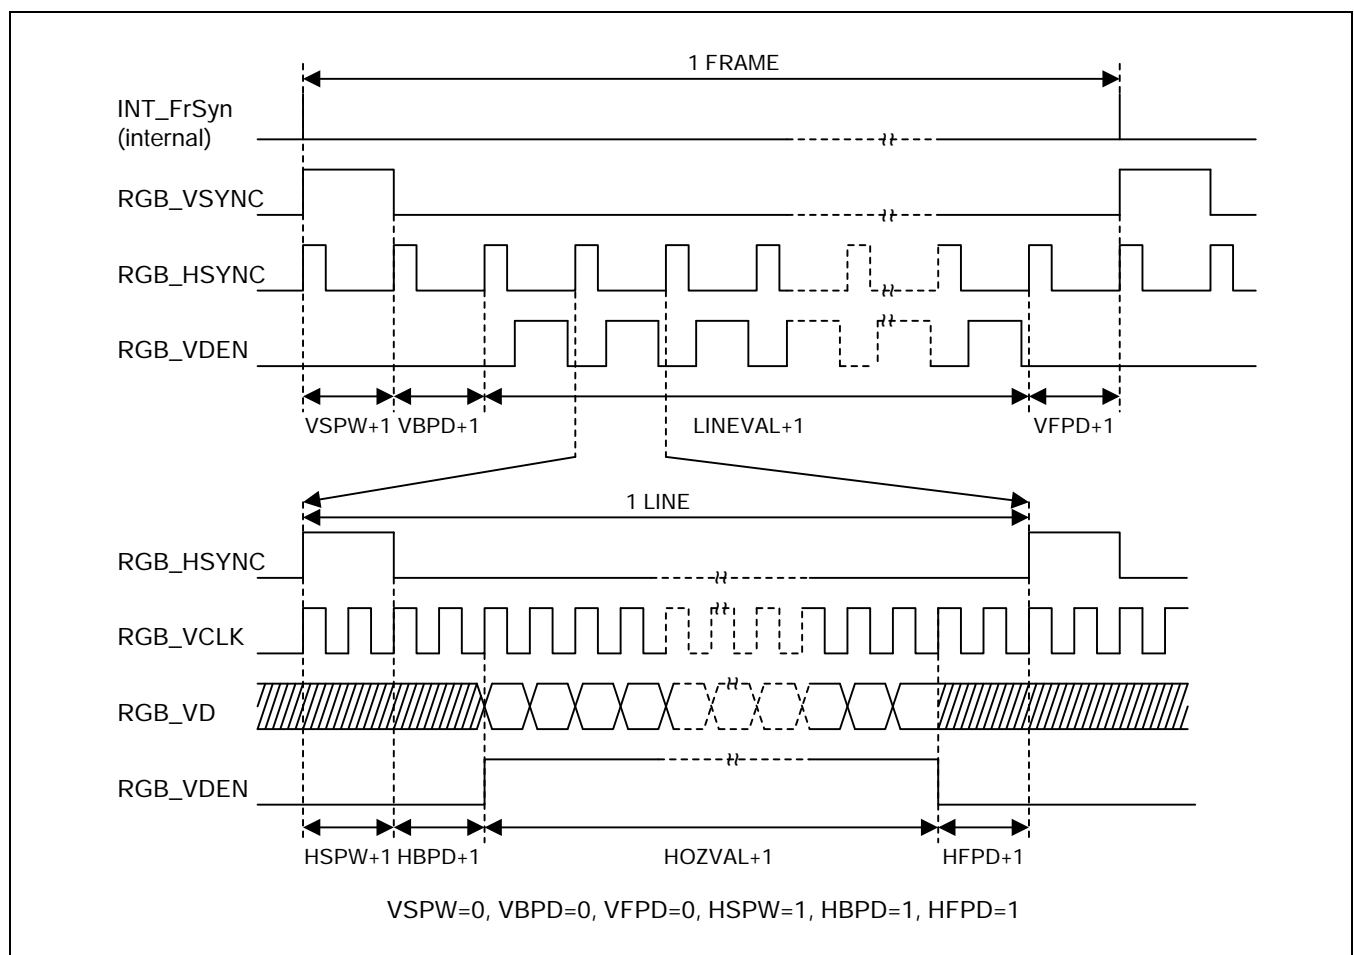 1 FRAME
INT_FrSyn
(internal)
RGB_VSYNC
RGB_HSYNC
RGB_VDEN
VSPW+1 VBPD+1 LINEVAL+1 VFPD+1
1 LINE
RGB_HSYNC
RGB_VCLK
RGB_VD
RGB_VDEN
HSPW+1 HBPD+1 HOZVAL+1 HFPD+1
VSPW=0, VBPD=0, VFPD=0, HSPW=1, HBPD=1, HFPD=1